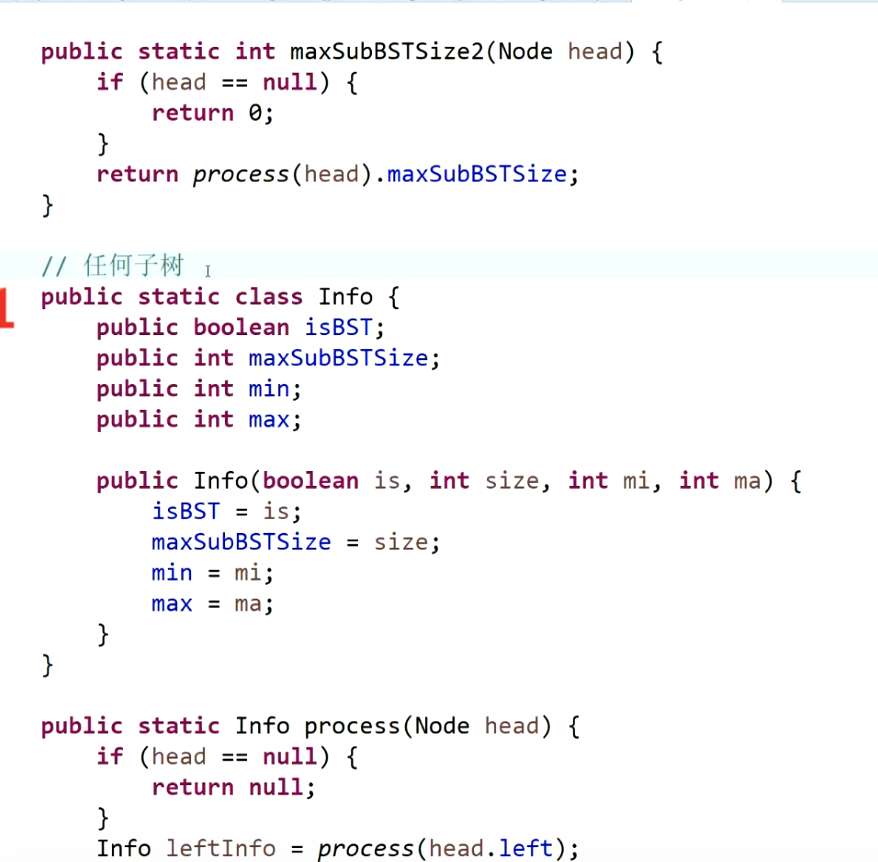 public static int maxSubBSTSize2(Node head) {
if (head == null) {
return 0;
}
return process(head).maxSubBSTSize;
}
// 任何子树
public static class Info {
public boolean isBST;
public int maxSubBSTSize;
public int min;
public int max;
public Info(boolean is, int size, int mi, int ma) {
isBST = is;
maxSubBSTSize = size;
min = mi;
max = ma;
}
}
public static Info process(Node head) {
if (head == null) {
return null;
}
Info leftInfo = process(head.left);